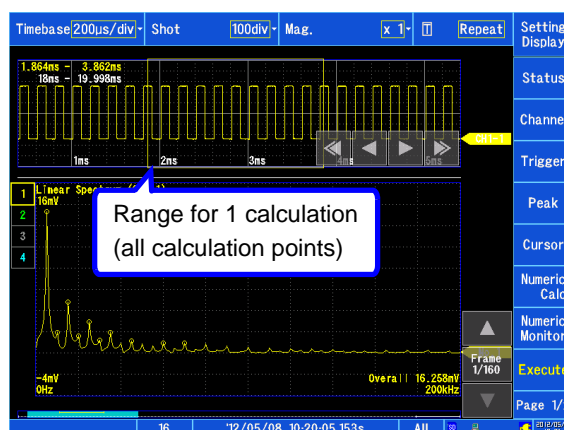 Timebase 200µs/div Shot 100div Mag. x 1 T Repeat
Setting
Display
1.864ms - 3.862ms
18ms - 19.998ms
Status
Channe
CH1-1
1ms 2ms 3ms 4ms 5ms
Trigger
1 Linear Spectrum
16mV
2
3
4
Range for 1 calculation
(all calculation points)
Peak
Cursor
Numeric
Calc
Numeric
Monitor
Frame
1/160
Execute
-4mV Overall 16.258mV
0Hz 200kHz
Page 1/
16 '12/05/08 10:20:05.153s All SD